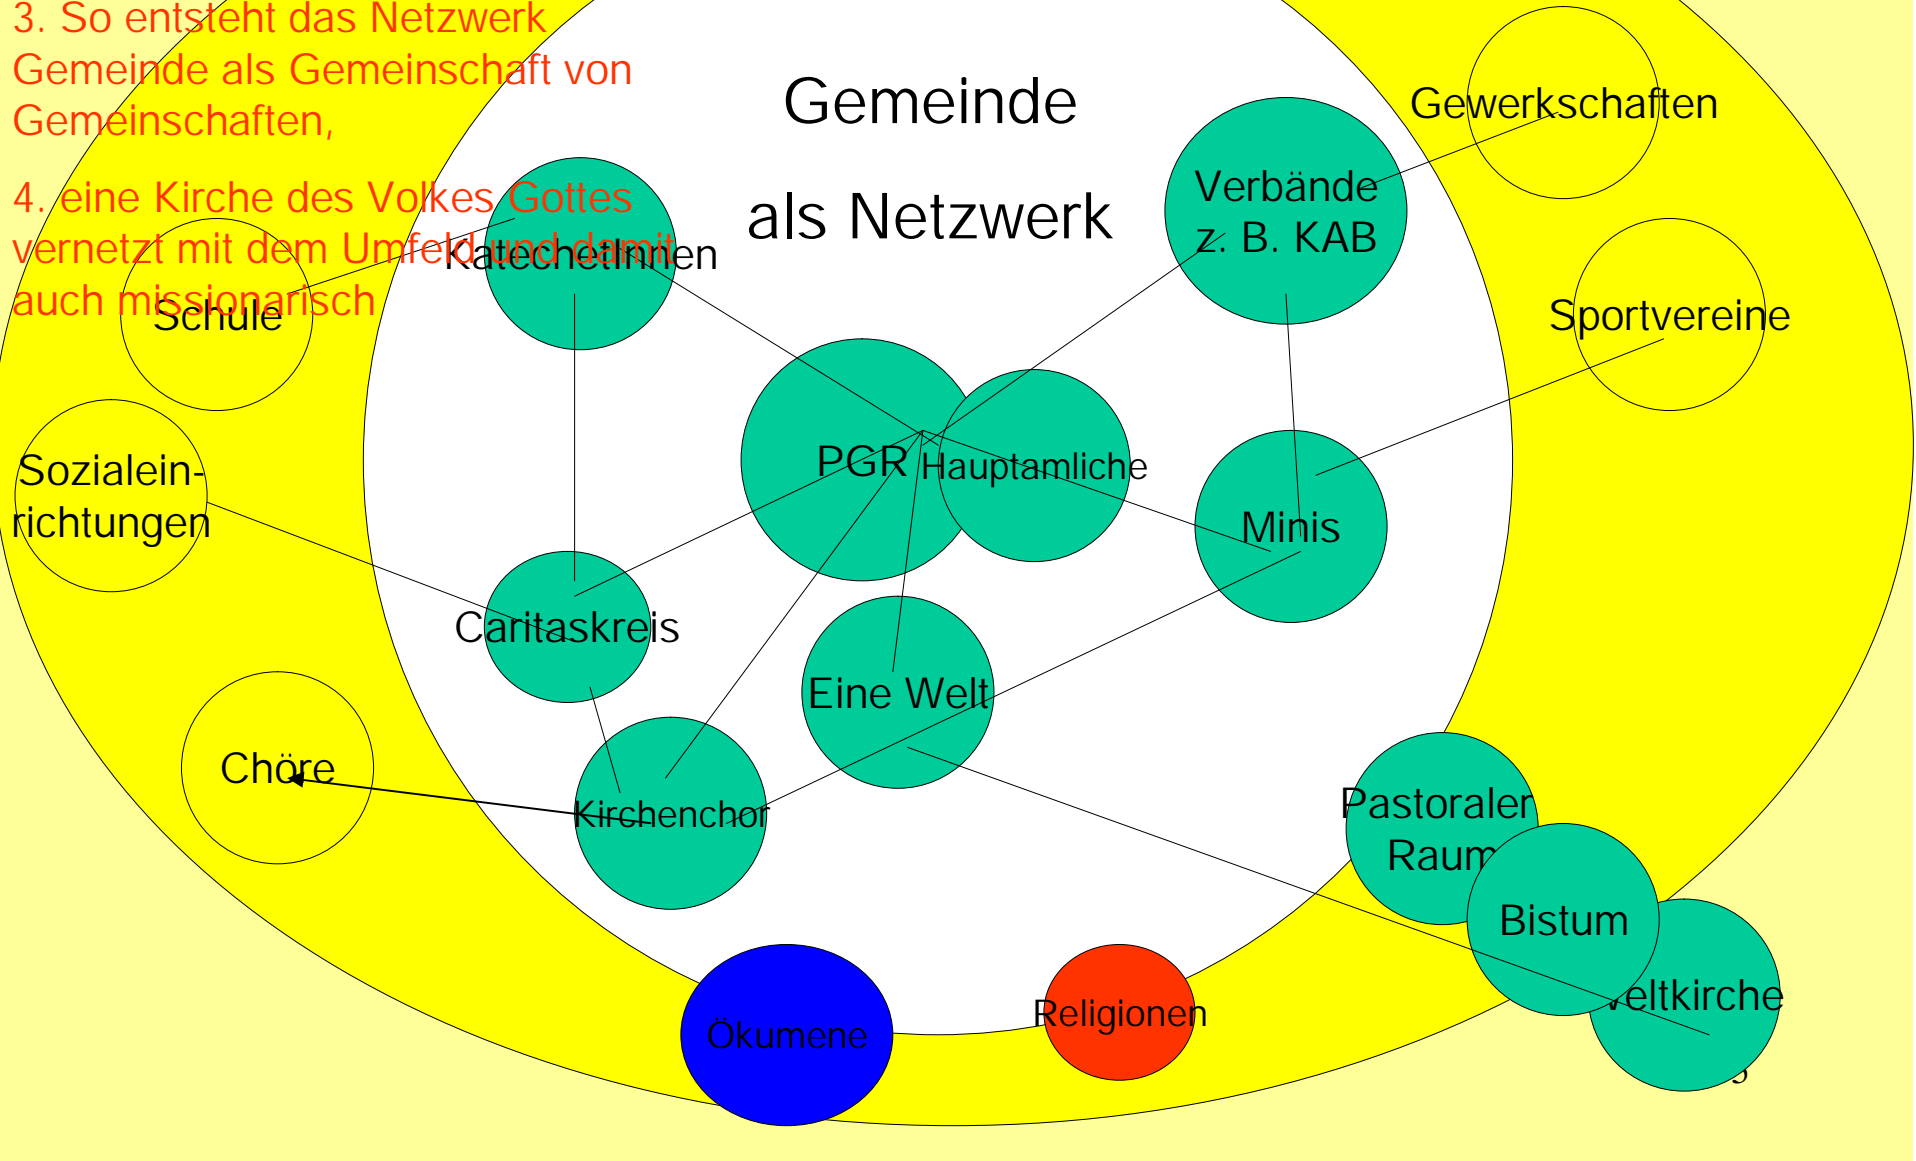 3. So entsteht das Netzwerk
Gemeinde als Gemeinschaft von
Gemeinschaften,
4. eine Kirche des Volkes Gottes
vernetzt mit dem Umfeld und damit
auch missionarisch
Gemeinde
als Netzwerk
Gewerkschaften
Verbände
z. B. KAB
KatechetInnen
Schule
Sportvereine
PGR
Hauptamliche
Sozialein-
richtungen
Minis
Caritaskreis
Eine Welt
Chöre
Kirchenchor
Pastoraler
Raum
Bistum
eltkirche
Religionen
Ökumene